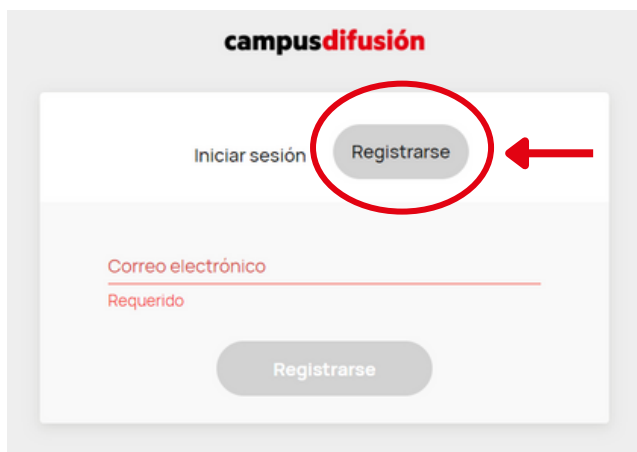 campusdifusión
Iniciar sesión Registrarse
Correo electrónico
Requerido
Registrarse